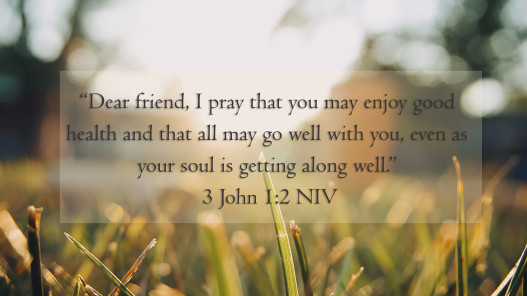 “Dear friend, I pray that you may enjoy good
health and that all may go well with you, even as
your soul is getting along well.”
3 John 1:2 NIV